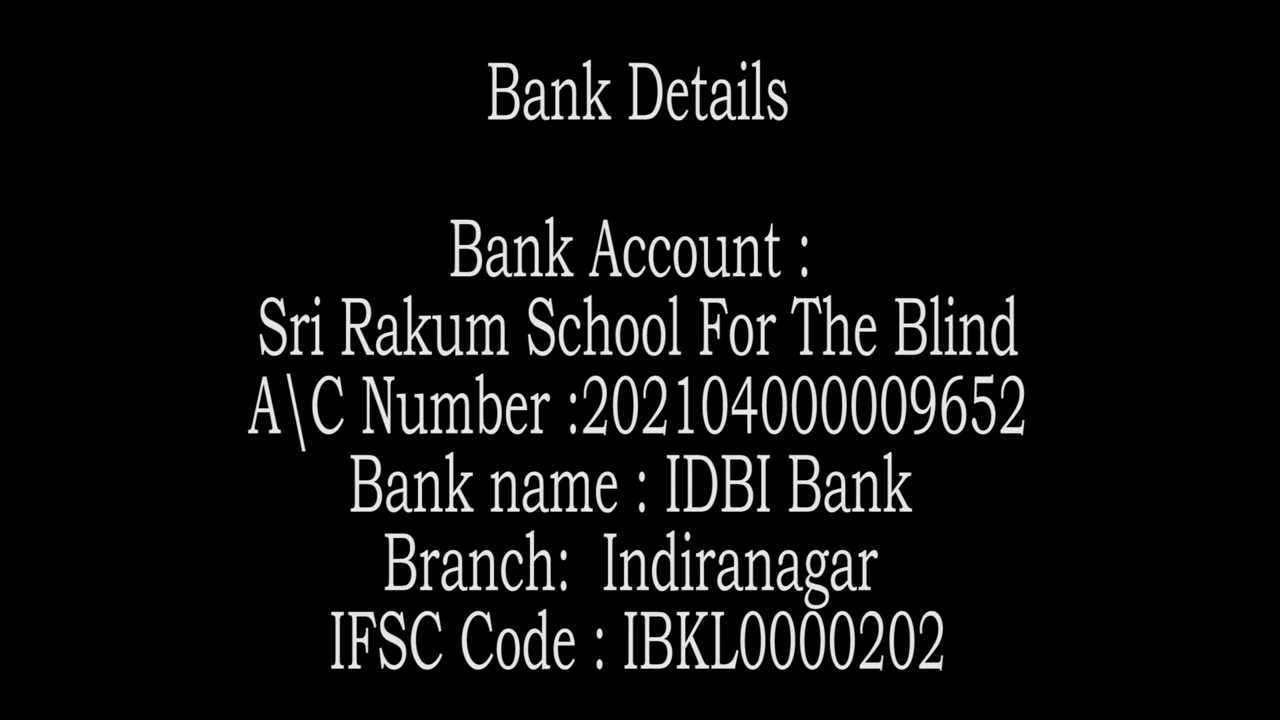 Bank Details
Bank Account :
Sri Rakum School For The Blind
A\C Number :202104000009652
Bank name : IDBI Bank
Branch: Indiranagar
IFSC Code : IBKL0000202